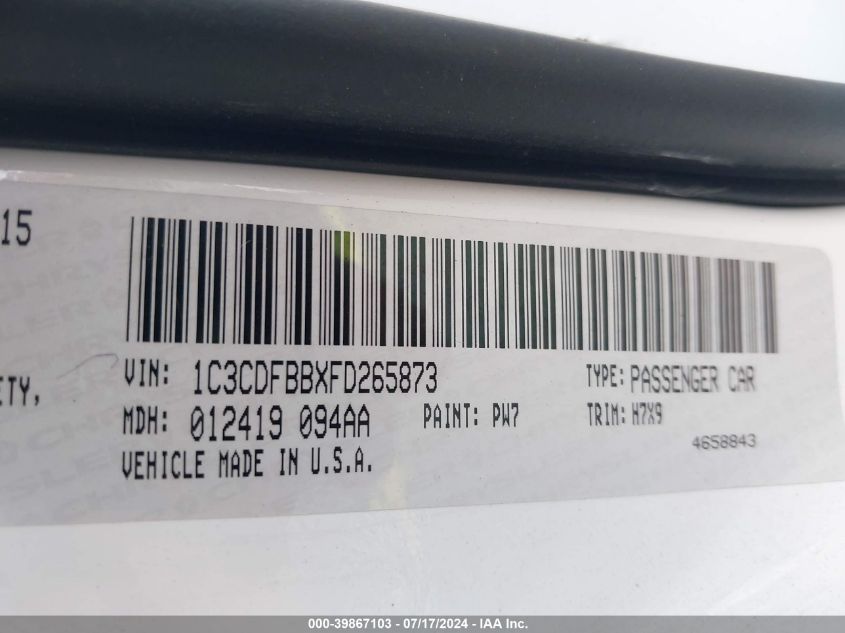 15
ETY,
VIN: 1C3CDFBBXFD265873 TYPE: PASSENGER CAR
MDH: 012419 094AA PAINT: PW7 TRIM: H7X9
4658843
VEHICLE MADE IN U.S.A.
000-39867103 - 07/17/2024 - IAA Inc.